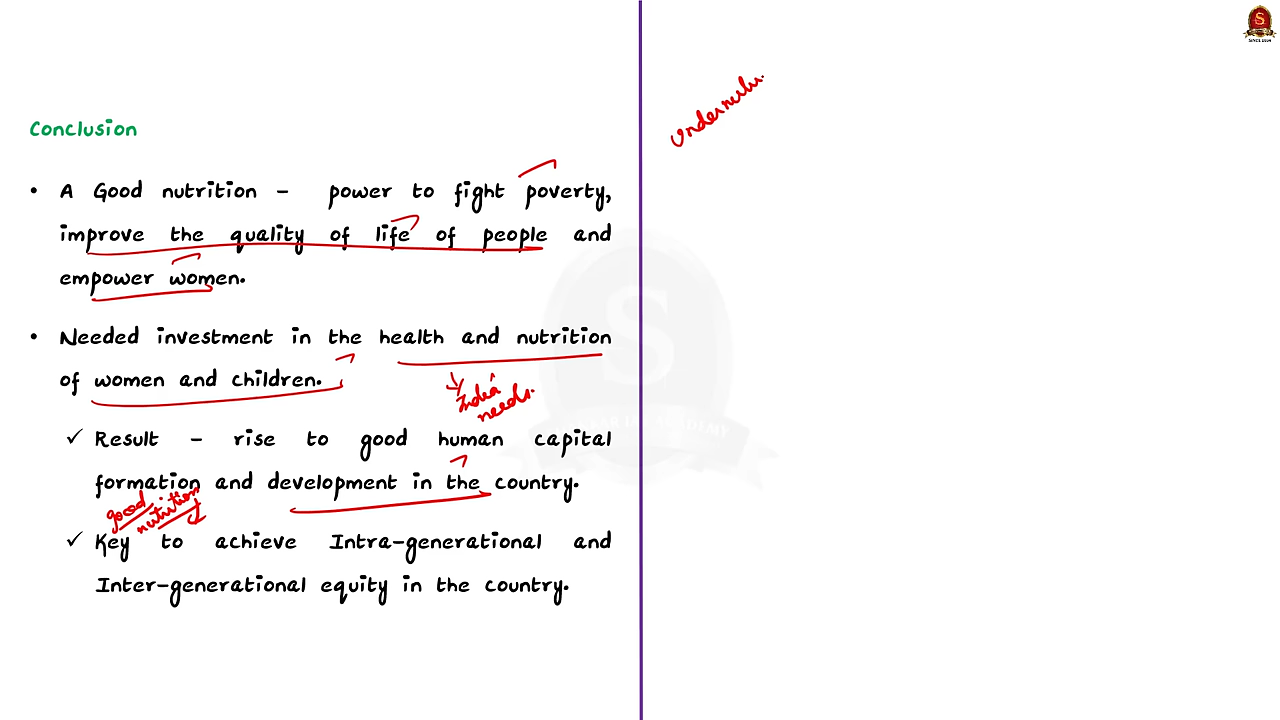 Conclusion
• A Good nutrition – power to fight poverty,
improve the quality of life of people and
empower women.
• Needed investment in the health and nutrition
of women and children.
India
needs.
✓ Result – rise to good human capital
formation and development in the country.
good
nutrition
✓ Key to achieve Intra-generational and
Inter-generational equity in the country.
S
SINCE 2004